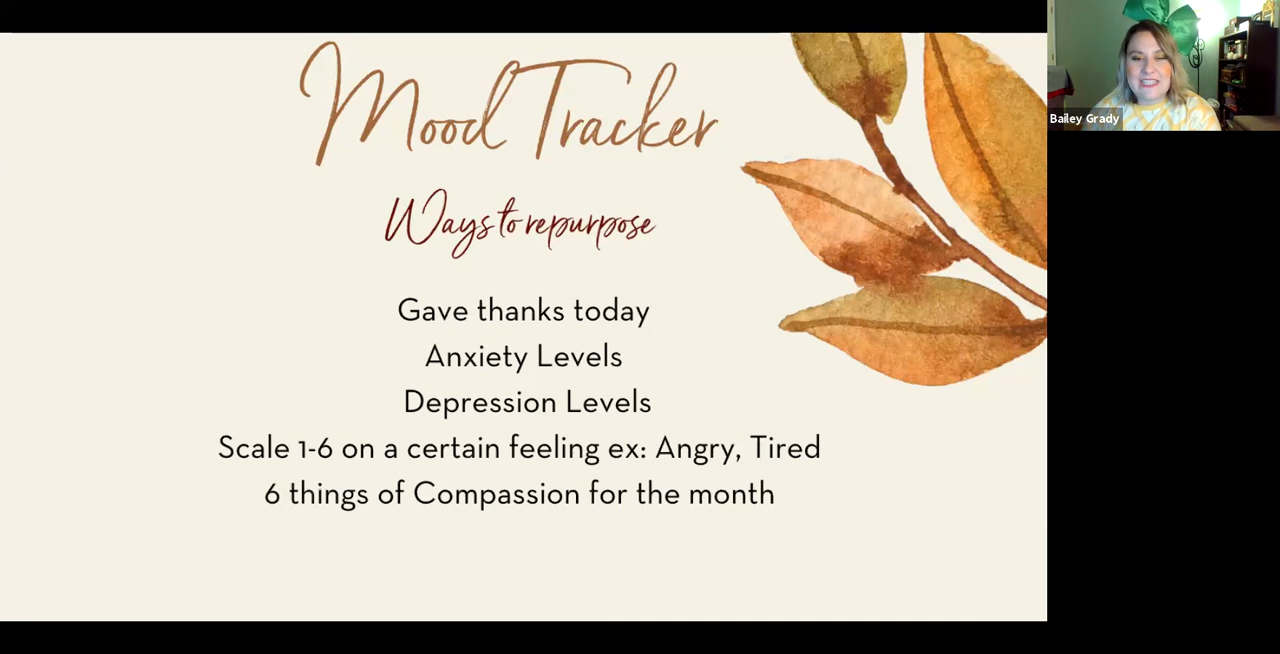 Mood Tracker
Ways to repurpose
Gave thanks today
Anxiety Levels
Depression Levels
Scale 1-6 on a certain feeling ex: Angry, Tired
6 things of Compassion for the month
Bailey Grady